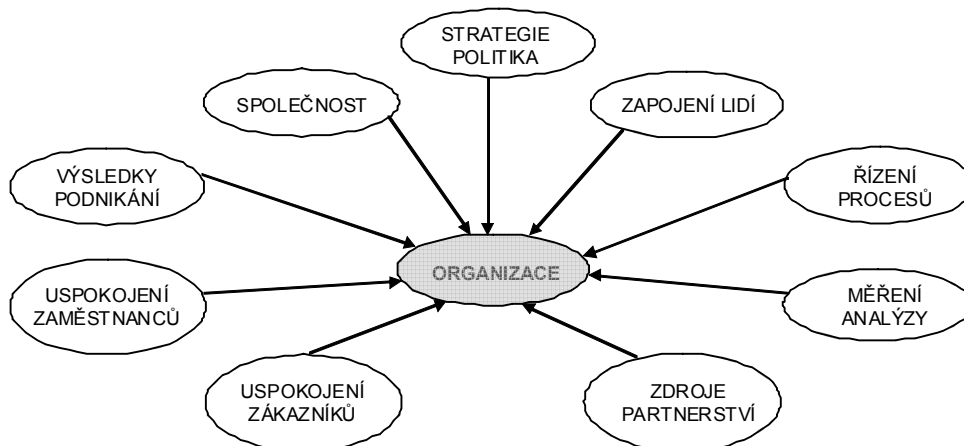 STRATEGIE
POLITIKA
SPOLEČNOST
ZAPOJENÍ LIDÍ
VÝSLEDKY
PODNIKÁNÍ
ŘÍZENÍ
PROCESŮ
ORGANIZACE
USPOKOJENÍ
ZAMĚSTNANCŮ
MĚŘENÍ
ANALÝZY
USPOKOJENÍ
ZÁKAZNÍKŮ
ZDROJE
PARTNERSTVÍ